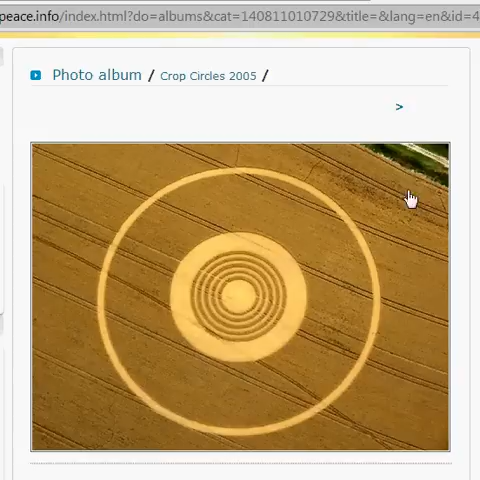 peace.info/index.html?do=albums&cat=140811010729&title=&lang=en&id=4
Photo album / Crop Circles 2005 /
>